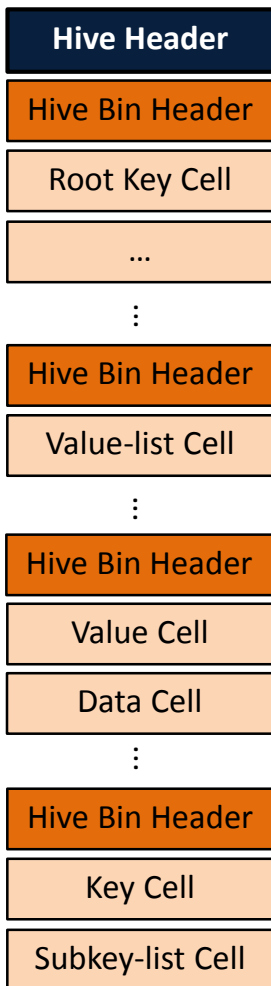 Hive Header
Hive Bin Header
Root Key Cell
...
⋮
Hive Bin Header
Value-list Cell
⋮
Hive Bin Header
Value Cell
Data Cell
⋮
Hive Bin Header
Key Cell
Subkey-list Cell